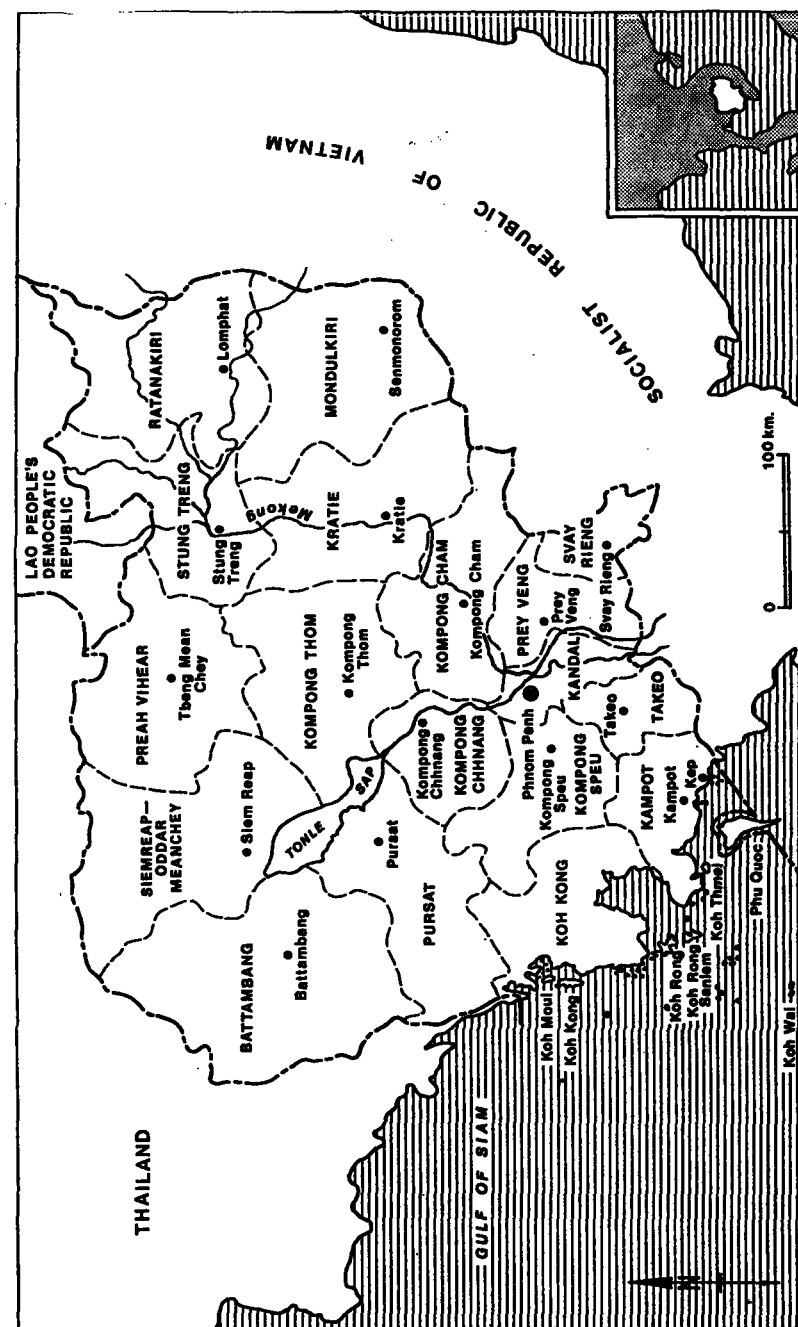 THAILAND
LAO PEOPLE'S
DEMOCRATIC
REPUBLIC
SOCIALIST REPUBLIC OF VIETNAM
GULF OF SIAM
BATTAMBANG
Battambang
SIEMREAP—
ODDAR
MEANCHEY
Siem Reap
PREAH VIHEAR
Tbeng Mean
Chey
STUNG TRENG
Stung
Treng
RATANAKIRI
Lomphat
MONDULKIRI
Senmonorom
KRATIE
Kratie
Mekong
KOMPONG THOM
Kompong
Thom
TONLE SAP
PURSAT
Pursat
Kompong
Chhnang
KOMPONG
CHHNANG
KOMPONG CHAM
Kompong Cham
PREY VENG
Prey
Veng
SVAY
RIENG
Svay Rieng
KANDAL
Phnom Penh
Kompong
Speu
KOMPONG
SPEU
Takeo
TAKEO
KAMPOT
Kampot
Kep
KOH KONG
Koh Moul
Koh Kong
Koh Rong
Koh Rong
Sanlem
Koh Thmei
Phu Quoc
Koh Wai
N
0 100 km.